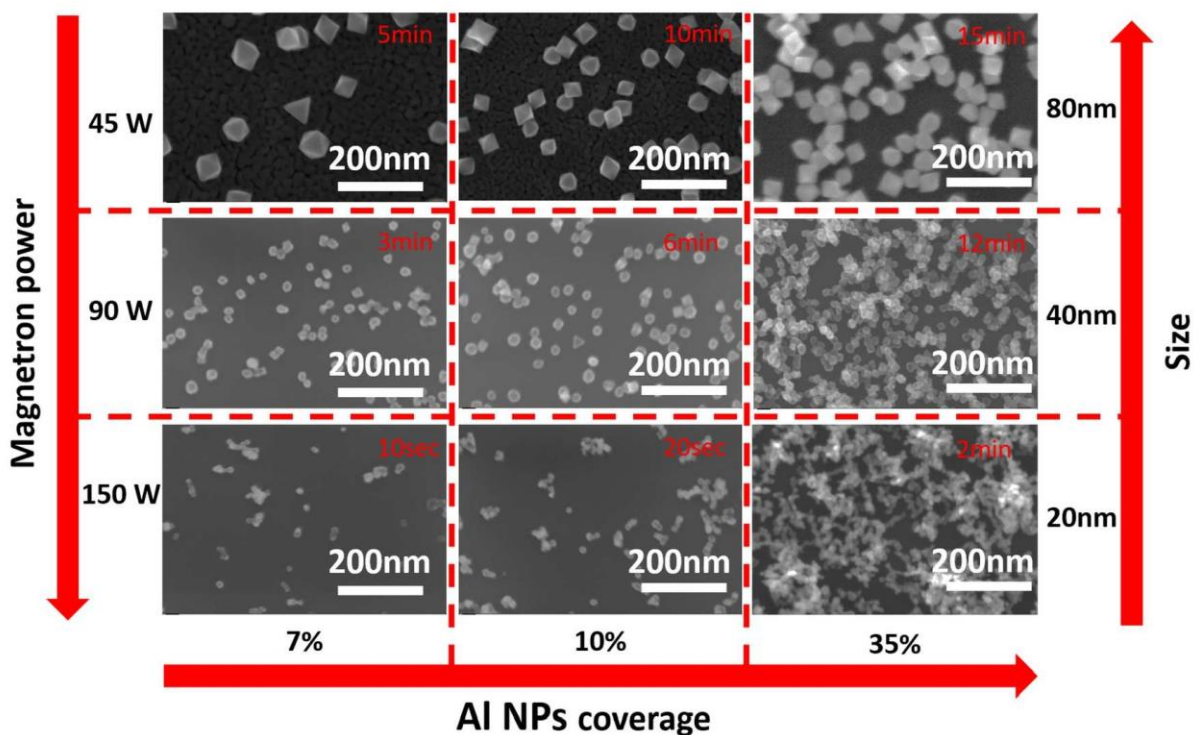 Magnetron power
45 W
5min
200nm
10min
200nm
15min
200nm
80nm
90 W
3min
200nm
6min
200nm
12min
200nm
40nm
150 W
10sec
200nm
20sec
200nm
2min
200nm
20nm
Size
7%
10%
35%
Al NPs coverage